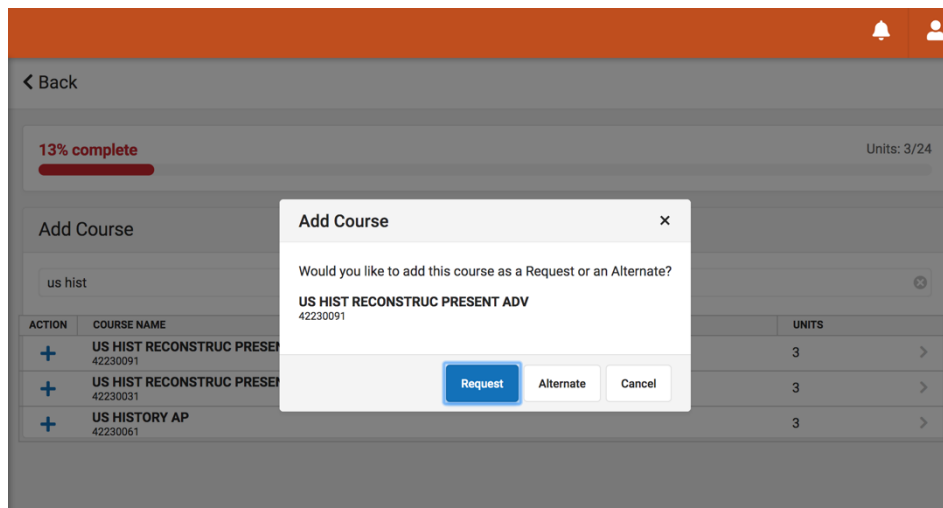 Back
13% complete
Units: 3/24
Add Course
us hist
ACTION COURSE NAME UNITS
US HIST RECONSTRUC PRESEN
42230091
3
US HIST RECONSTRUC PRESEN
42230031
3
US HISTORY AP
42230061
3
Add Course ×
Would you like to add this course as a Request or an Alternate?
US HIST RECONSTRUC PRESENT ADV
42230091
Request Alternate Cancel